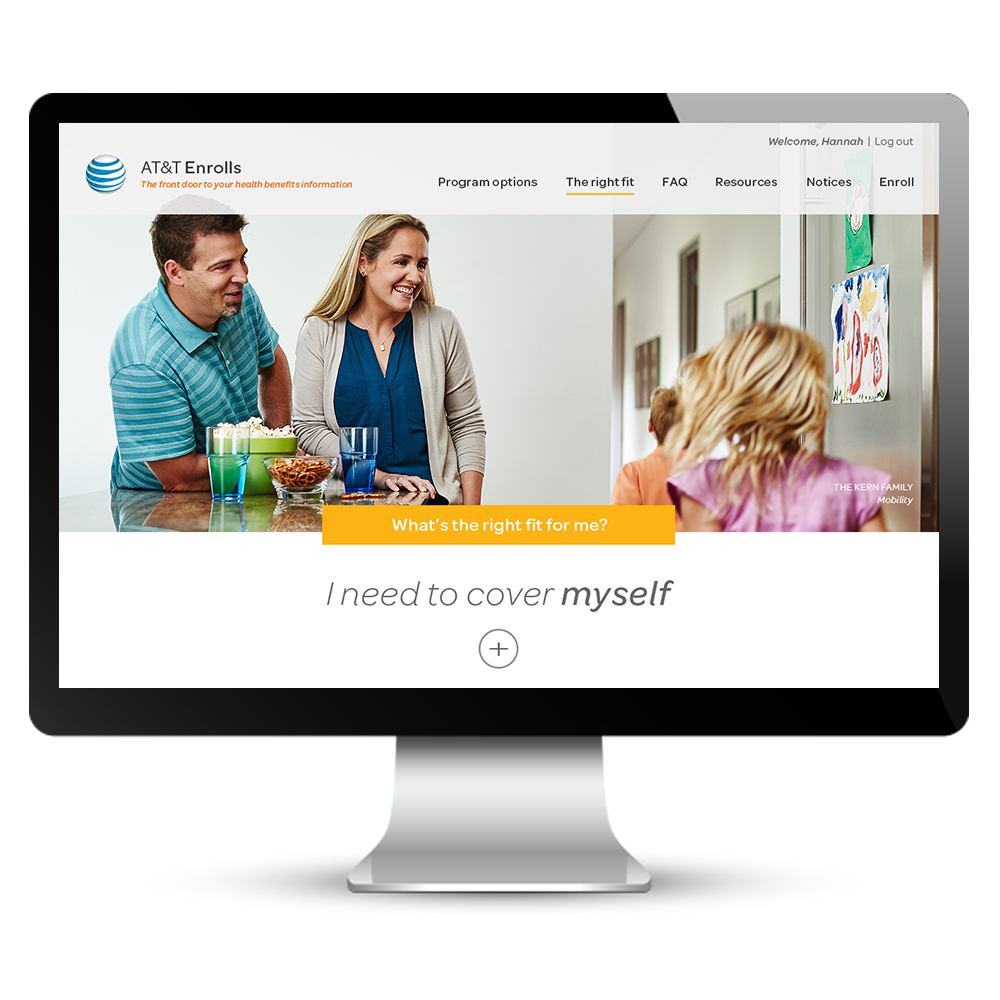 Welcome, Hannah | Log out
AT&T Enrolls
The front door to your health benefits information
Program options The right fit FAQ Resources Notices Enroll
THE KERN FAMILY
Mobility
What's the right fit for me?
I need to cover myself